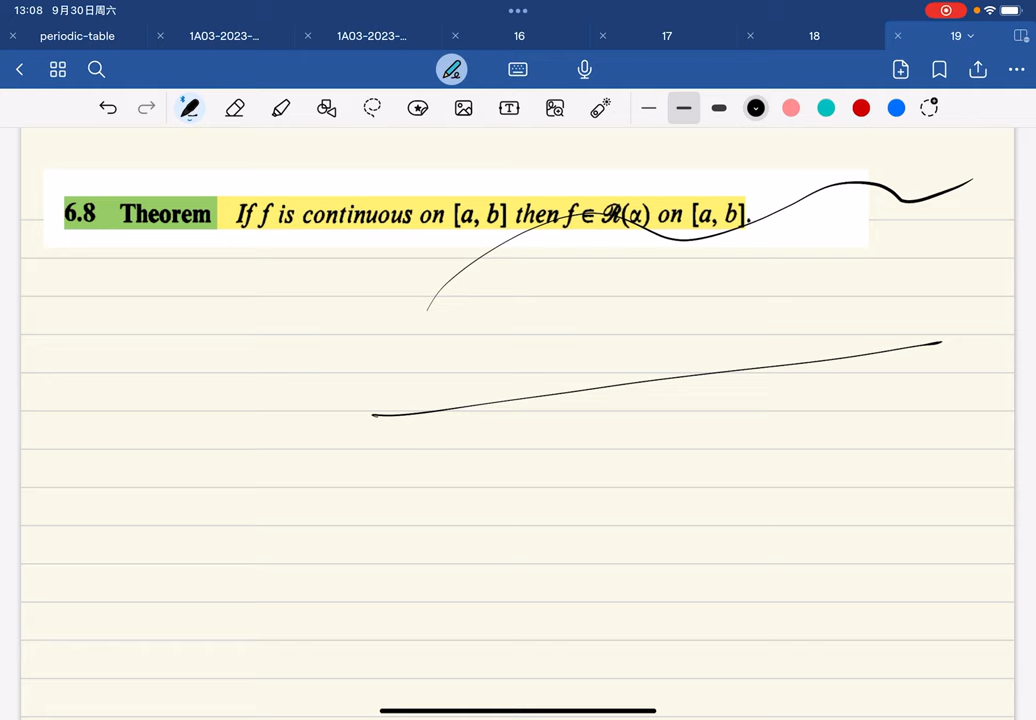 13:08 9月30日周六
periodic-table 1A03-2023-... 1A03-2023-... 16 17 18 19
6.8 Theorem If f is continuous on [a, b] then f ∈ ℛ(α) on [a, b].